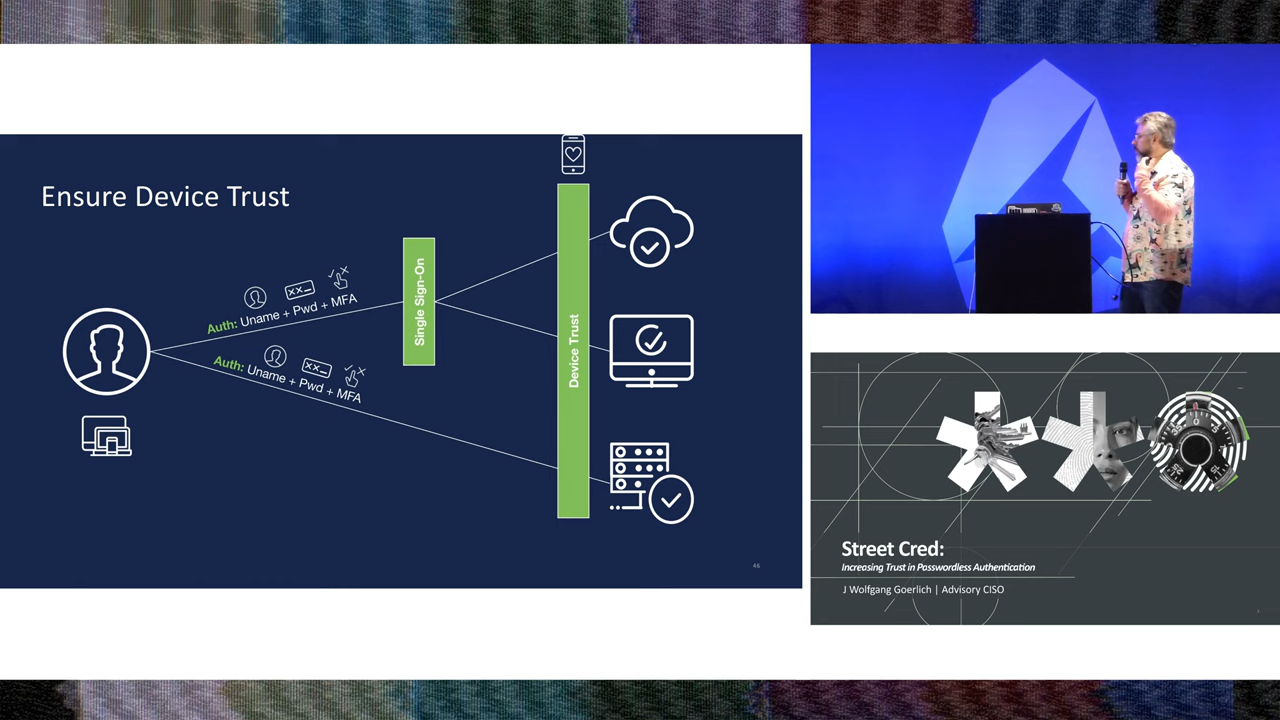 Ensure Device Trust
Auth: Uname + Pwd + MFA
Auth: Uname + Pwd + MFA
Single Sign-On
Device Trust
46
Street Cred:
Increasing Trust in Passwordless Authentication
J Wolfgang Goerlich | Advisory CISO